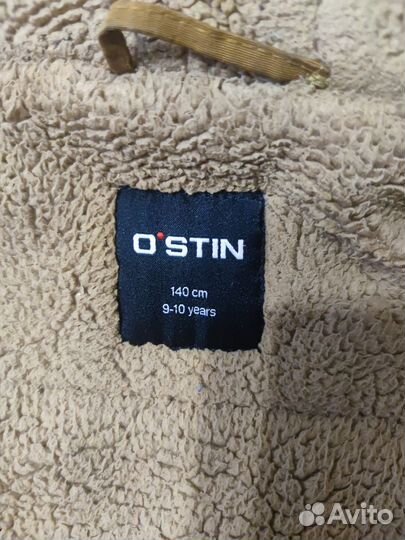 O'STIN
140 cm
9-10 years
Avito